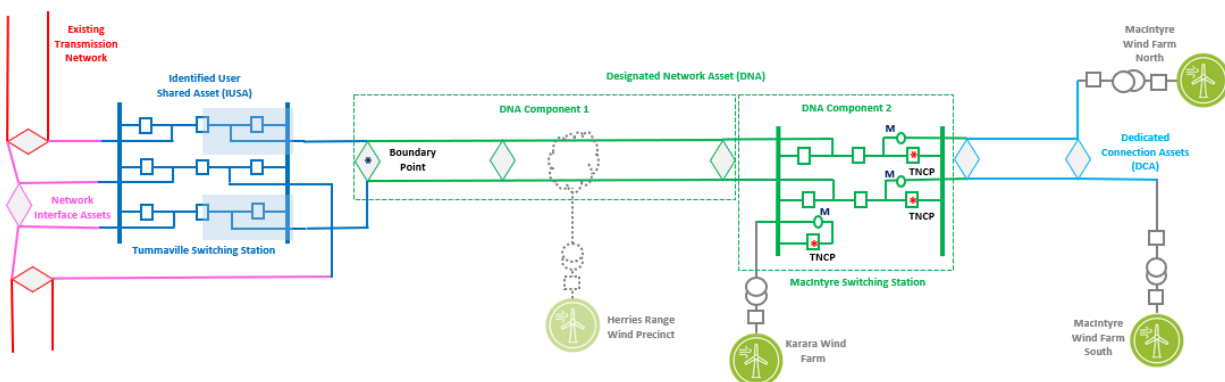 Existing
Transmission
Network
Identified User
Shared Asset (IUSA)
Network
Interface Assets
Tummaville Switching Station
Designated Network Asset (DNA)
DNA Component 1
*
Boundary
Point
Herries Range
Wind Precinct
DNA Component 2
M
*
TNCP
M
*
TNCP
M
*
TNCP
MacIntyre Switching Station
Karara Wind
Farm
MacIntyre
Wind Farm
North
Dedicated
Connection Assets
(DCA)
MacIntyre
Wind Farm
South